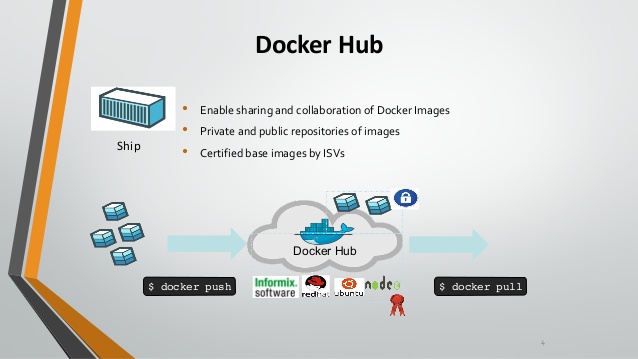 Docker Hub
Enable sharing and collaboration of Docker Images
Private and public repositories of images
Certified base images by ISVs
Ship
Docker Hub
$ docker push
Informix.
software
redhat
ubuntu
node
$ docker pull
4